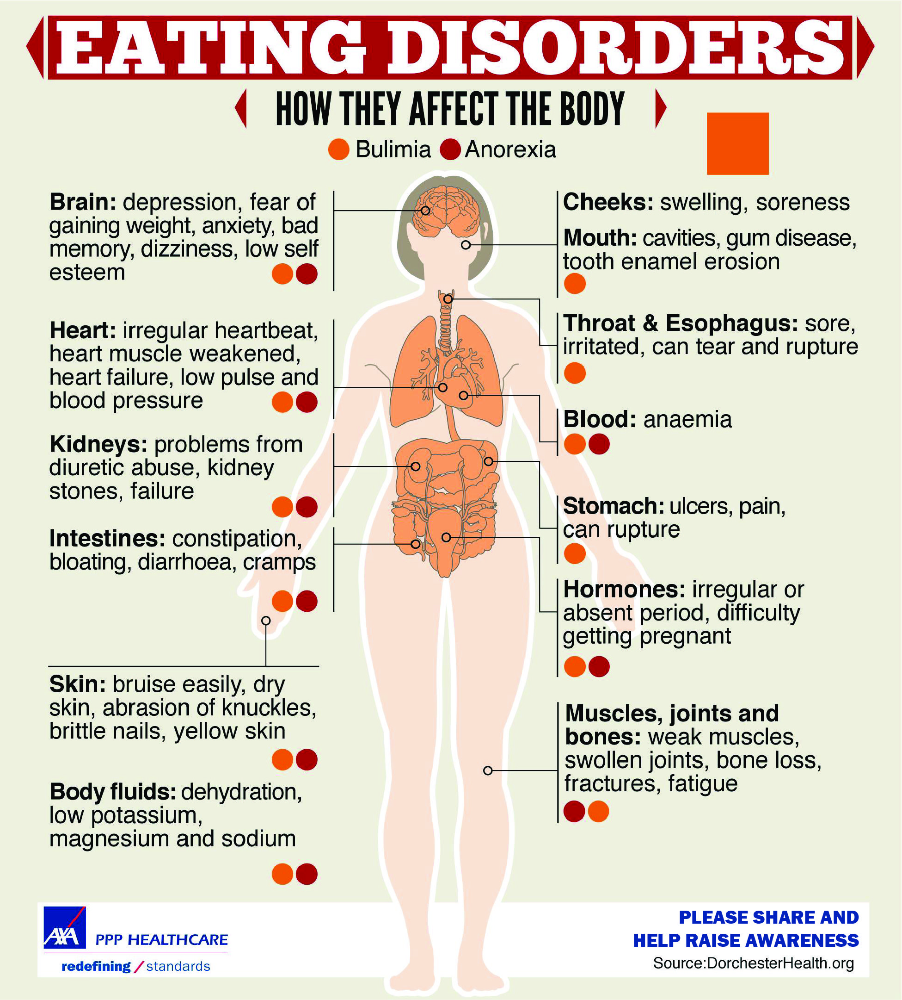 EATING DISORDERS
HOW THEY AFFECT THE BODY
Bulimia Anorexia
Brain: depression, fear of
gaining weight, anxiety, bad
memory, dizziness, low self
esteem
Heart: irregular heartbeat,
heart muscle weakened,
heart failure, low pulse and
blood pressure
Kidneys: problems from
diuretic abuse, kidney
stones, failure
Intestines: constipation,
bloating, diarrhoea, cramps
Skin: bruise easily, dry
skin, abrasion of knuckles,
brittle nails, yellow skin
Body fluids: dehydration,
low potassium,
magnesium and sodium
Cheeks: swelling, soreness
Mouth: cavities, gum disease,
tooth enamel erosion
Throat & Esophagus: sore,
irritated, can tear and rupture
Blood: anaemia
Stomach: ulcers, pain,
can rupture
Hormones: irregular or
absent period, difficulty
getting pregnant
Muscles, joints and
bones: weak muscles,
swollen joints, bone loss,
fractures, fatigue
AXA PPP HEALTHCARE
redefining / standards
PLEASE SHARE AND
HELP RAISE AWARENESS
Source:DorchesterHealth.org